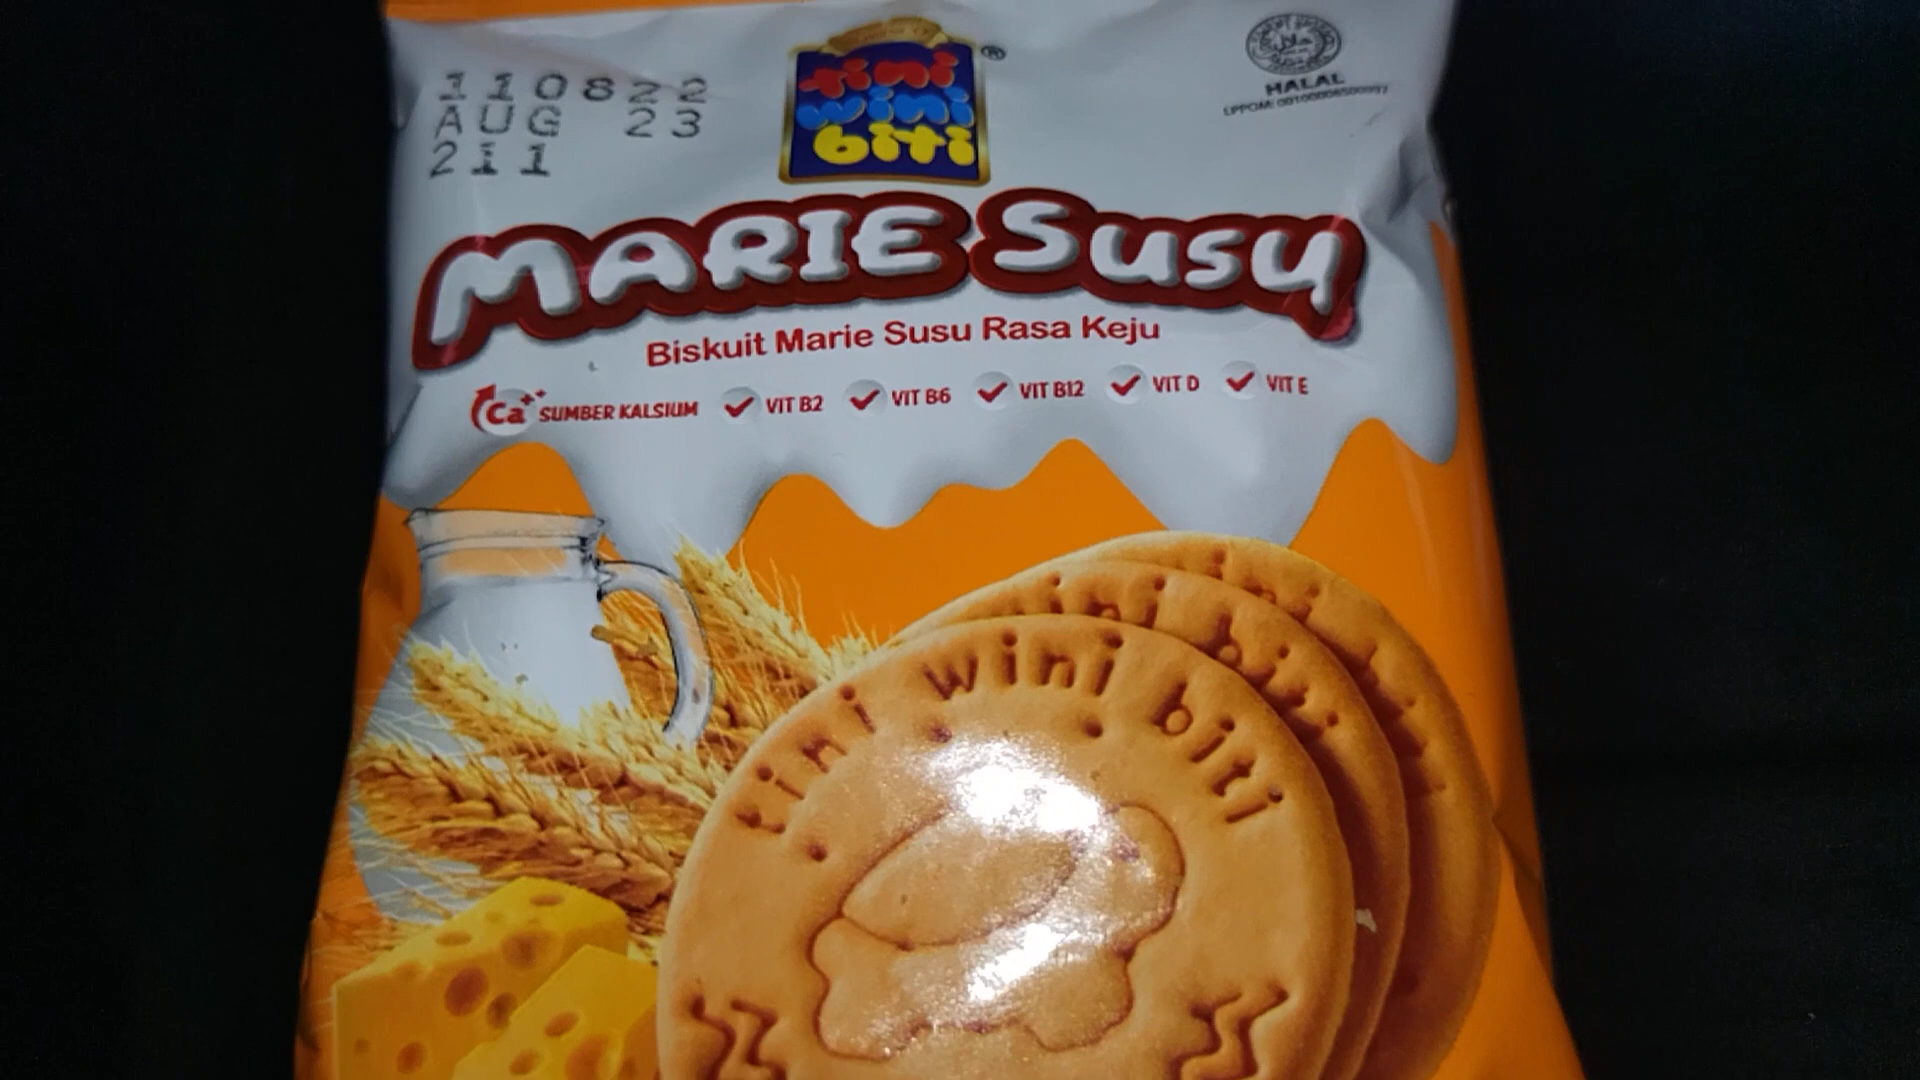 110822
AUG 23
211
tini
wini
biti
®
HALAL
MARIE SUSU
Biskuit Marie Susu Rasa Keju
Ca++ SUMBER KALSIUM VIT B2 VIT B6 VIT B12 VIT D VIT E
tini wini biti